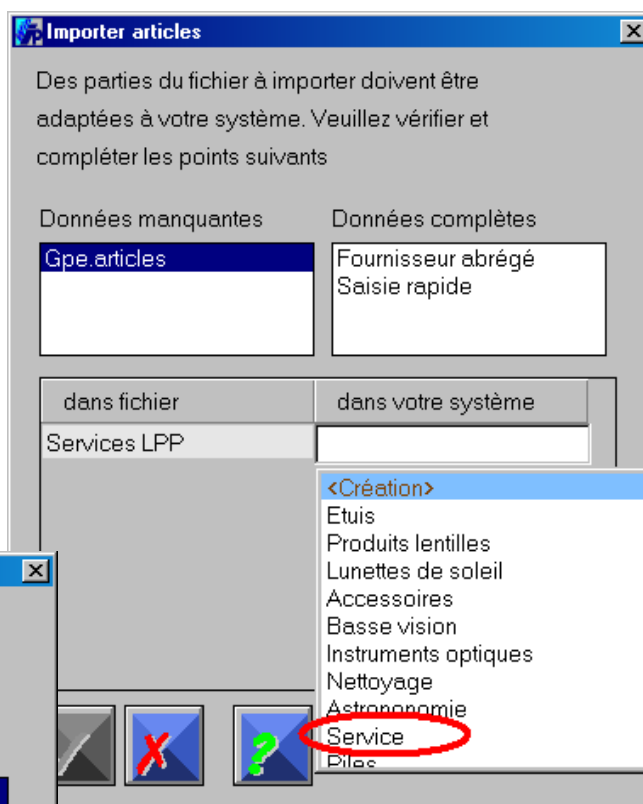 Importer articles
Des parties du fichier à importer doivent être
adaptées à votre système. Veuillez vérifier et
compléter les points suivants
Données manquantes
Données complètes
Gpe.articles
Fournisseur abrégé
Saisie rapide
dans fichier
dans votre système
Services LPP
<Création>
Etuis
Produits lentilles
Lunettes de soleil
Accessoires
Basse vision
Instruments optiques
Nettoyage
Astrononomie
Service
Piles